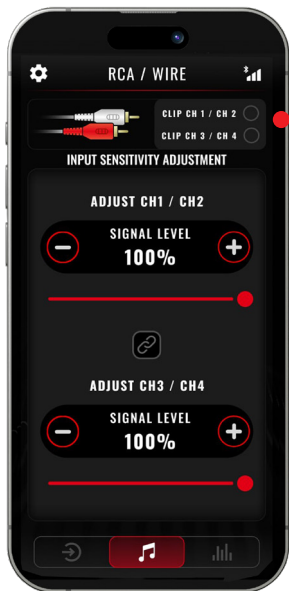 RCA / WIRE
CLIP CH 1 / CH 2
CLIP CH 3 / CH 4
INPUT SENSITIVITY ADJUSTMENT
ADJUST CH1 / CH2
SIGNAL LEVEL
100%
ADJUST CH3 / CH4
SIGNAL LEVEL
100%